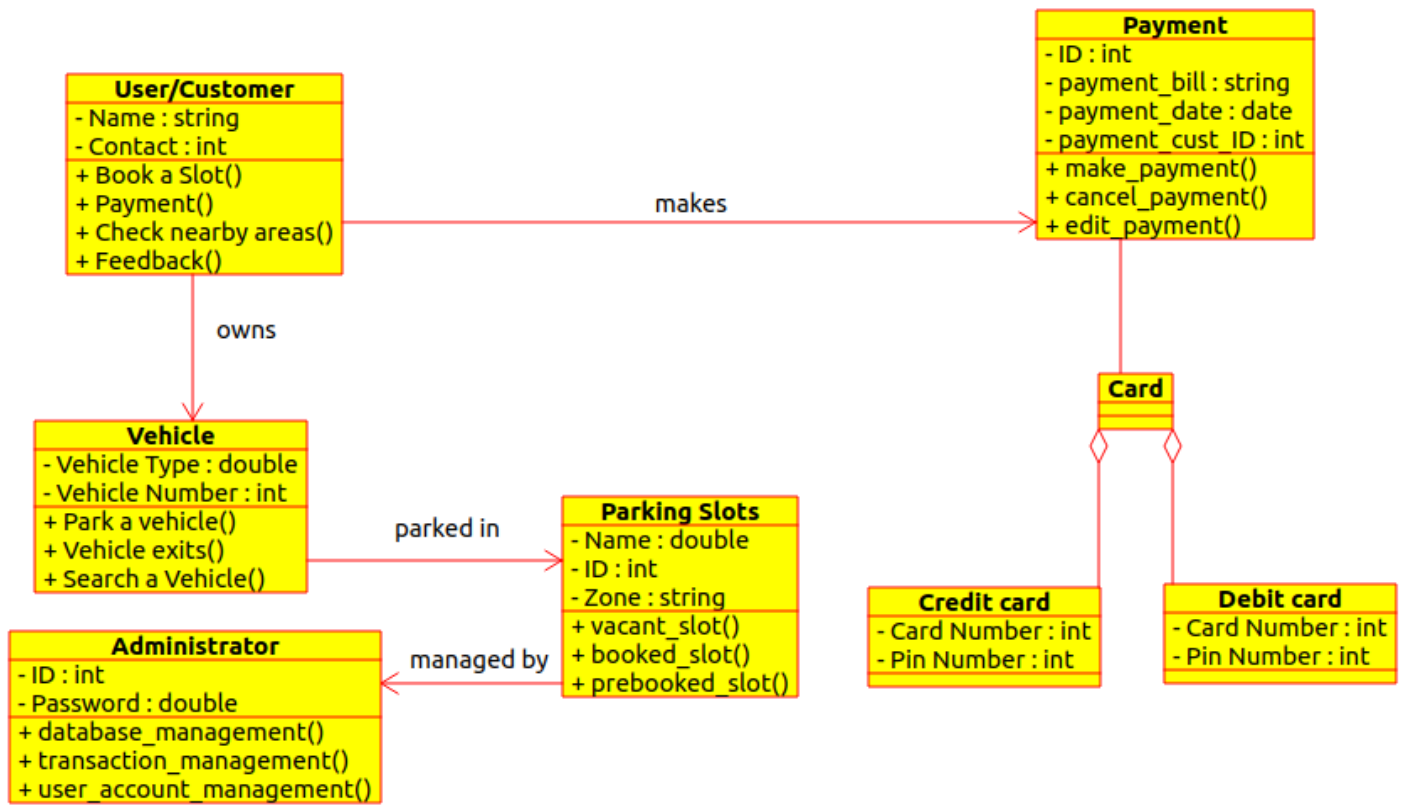 User/Customer
- Name : string
- Contact : int
+ Book a Slot()
+ Payment()
+ Check nearby areas()
+ Feedback()
makes
Payment
- ID : int
- payment_bill : string
- payment_date : date
- payment_cust_ID : int
+ make_payment()
+ cancel_payment()
+ edit_payment()
owns
Vehicle
- Vehicle Type : double
- Vehicle Number : int
+ Park a vehicle()
+ Vehicle exits()
+ Search a Vehicle()
parked in
Parking Slots
- Name : double
- ID : int
- Zone : string
+ vacant_slot()
+ booked_slot()
+ prebooked_slot()
managed by
Administrator
- ID : int
- Password : double
+ database_management()
+ transaction_management()
+ user_account_management()
Card
Credit card
- Card Number : int
- Pin Number : int
Debit card
- Card Number : int
- Pin Number : int